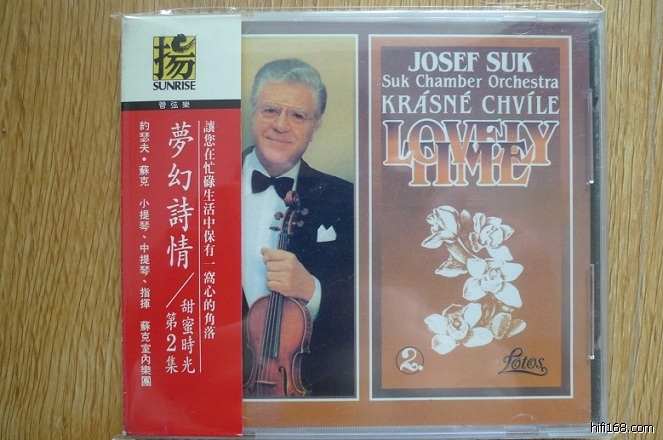 揚
SUNRISE
管弦樂
讓您在忙碌生活中保有一窩心的角落
夢幻詩情／甜蜜時光第2集
約瑟夫・蘇克 小提琴、中提琴、指揮 蘇克室內樂團
JOSEF SUK
Suk Chamber Orchestra
KRÁSNÉ CHVÍLE
LOVELY
TIME
2.
Lotos
hifi168.com